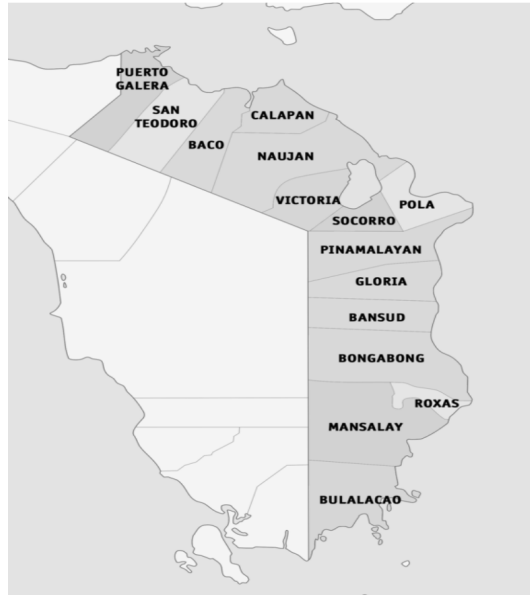 PUERTO
GALERA
SAN
TEODORO
BACO
CALAPAN
NAUJAN
VICTORIA
SOCORRO
POLA
PINAMALAYAN
GLORIA
BANSUD
BONGABONG
ROXAS
MANSALAY
BULALACAO